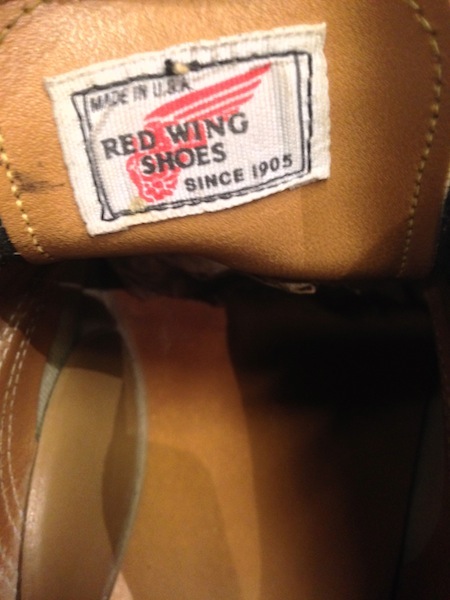 MADE IN U.S.A
RED WING
SHOES
SINCE 1905